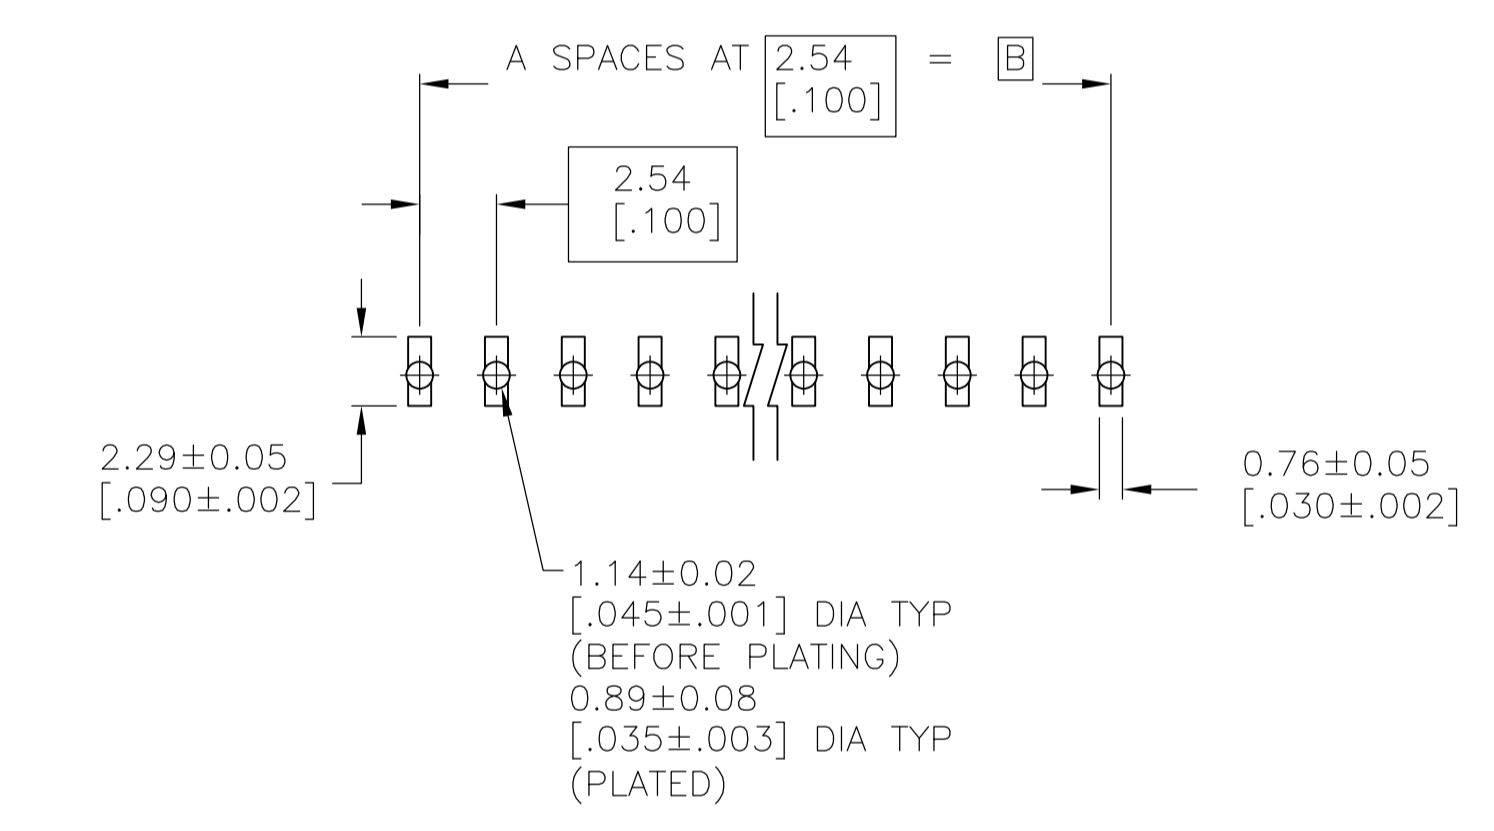 A SPACES AT 2.54 = B
[.100]
2.54
[.100]
2.29±0.05
[.090±.002]
0.76±0.05
[.030±.002]
1.14±0.02
[.045±.001] DIA TYP
(BEFORE PLATING)
0.89±0.08
[.035±.003] DIA TYP
(PLATED)